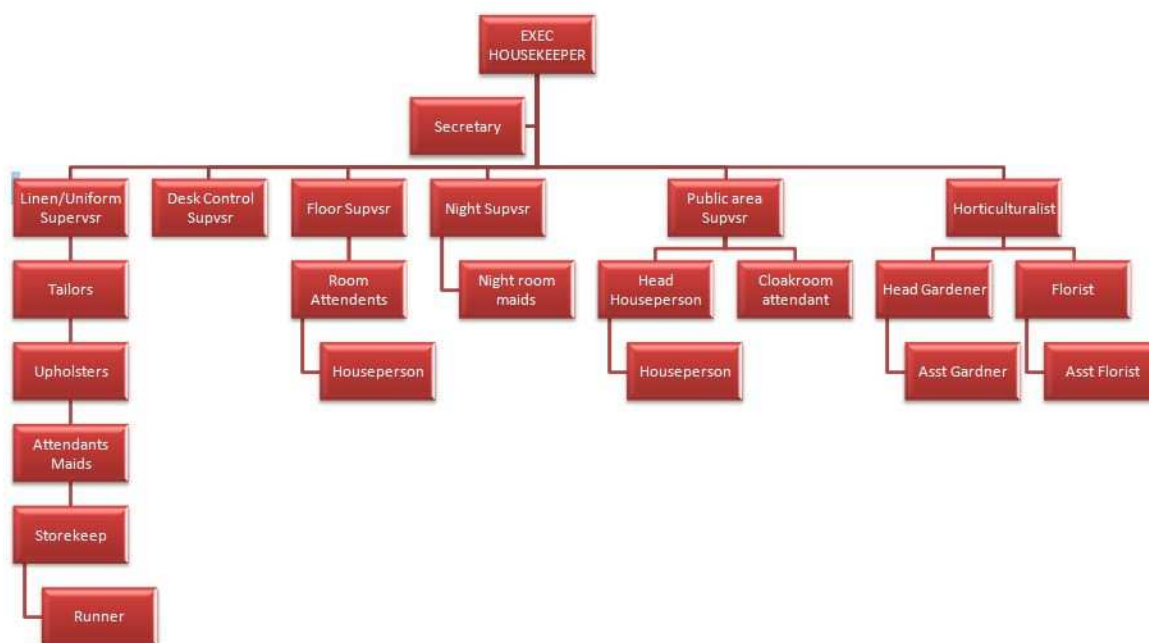 EXEC
HOUSEKEEPER
Secretary
Linen/Uniform
Supervsr
Desk Control
Supvsr
Floor Supvsr
Night Supvsr
Public area
Supvsr
Horticulturalist
Tailors
Room
Attendents
Night room
maids
Head
Houseperson
Cloakroom
attendant
Head Gardener
Florist
Upholsters
Houseperson
Houseperson
Asst Gardner
Asst Florist
Attendants
Maids
Storekeep
Runner